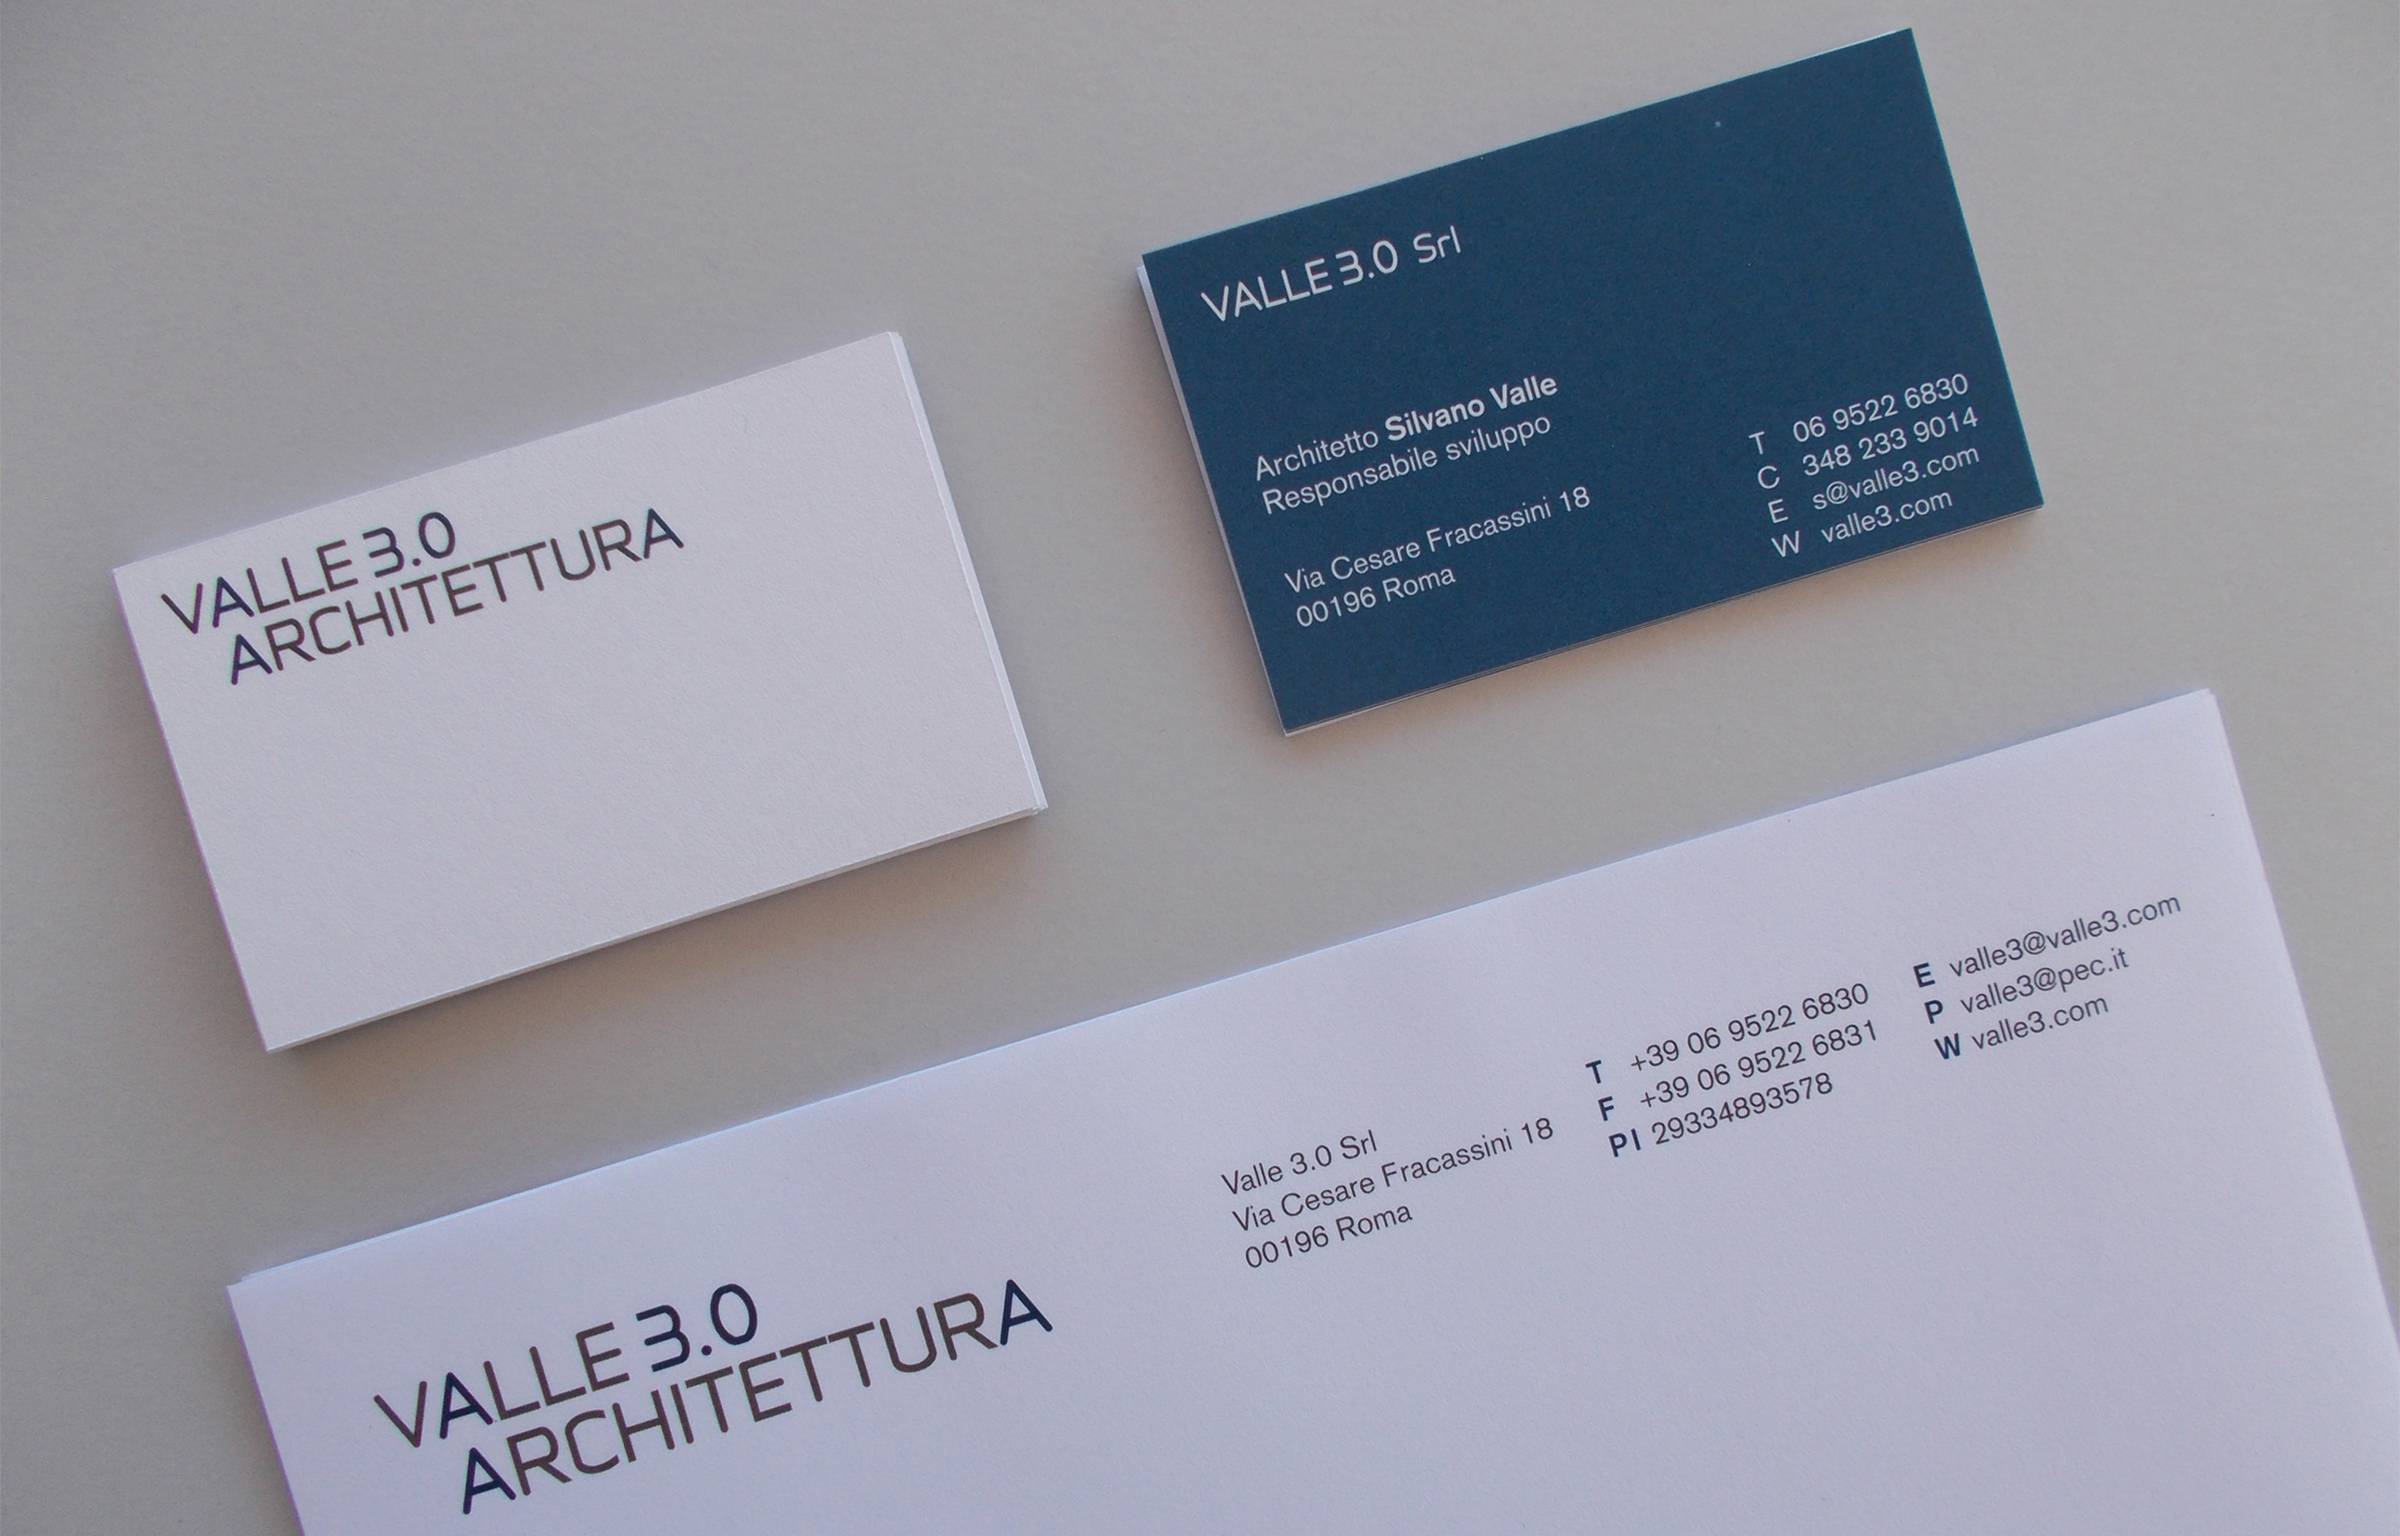 VALLE 3.0
ARCHITETTURA
VALLE 3.0 Srl
Architetto Silvano Valle
Responsabile sviluppo
Via Cesare Fracassini 18
00196 Roma
T 06 9522 6830
C 348 233 9014
E s@valle3.com
W valle3.com
VALLE 3.0
ARCHITETTURA
Valle 3.0 Srl
Via Cesare Fracassini 18
00196 Roma
T +39 06 9522 6830
F +39 06 9522 6831
PI 29334893578
E valle3@valle3.com
P valle3@pec.it
W valle3.com